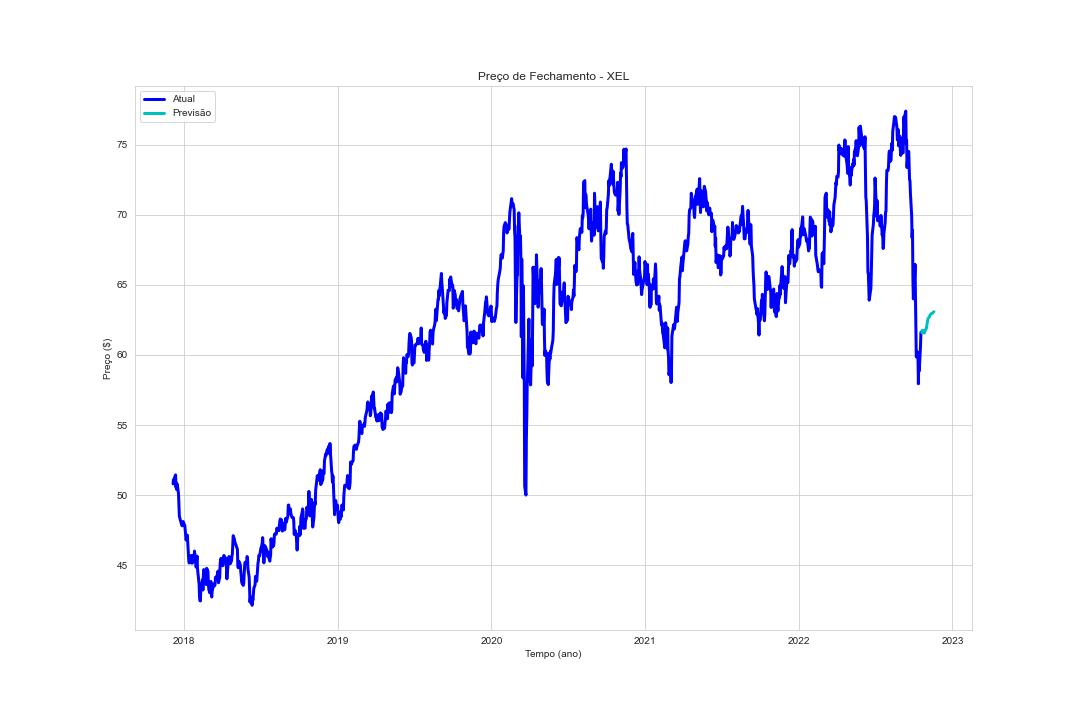 Preço de Fechamento - XEL
Atual
Previsão
75
70
65
60
55
50
45
Preço ($)
2018 2019 2020 2021 2022 2023
Tempo (ano)